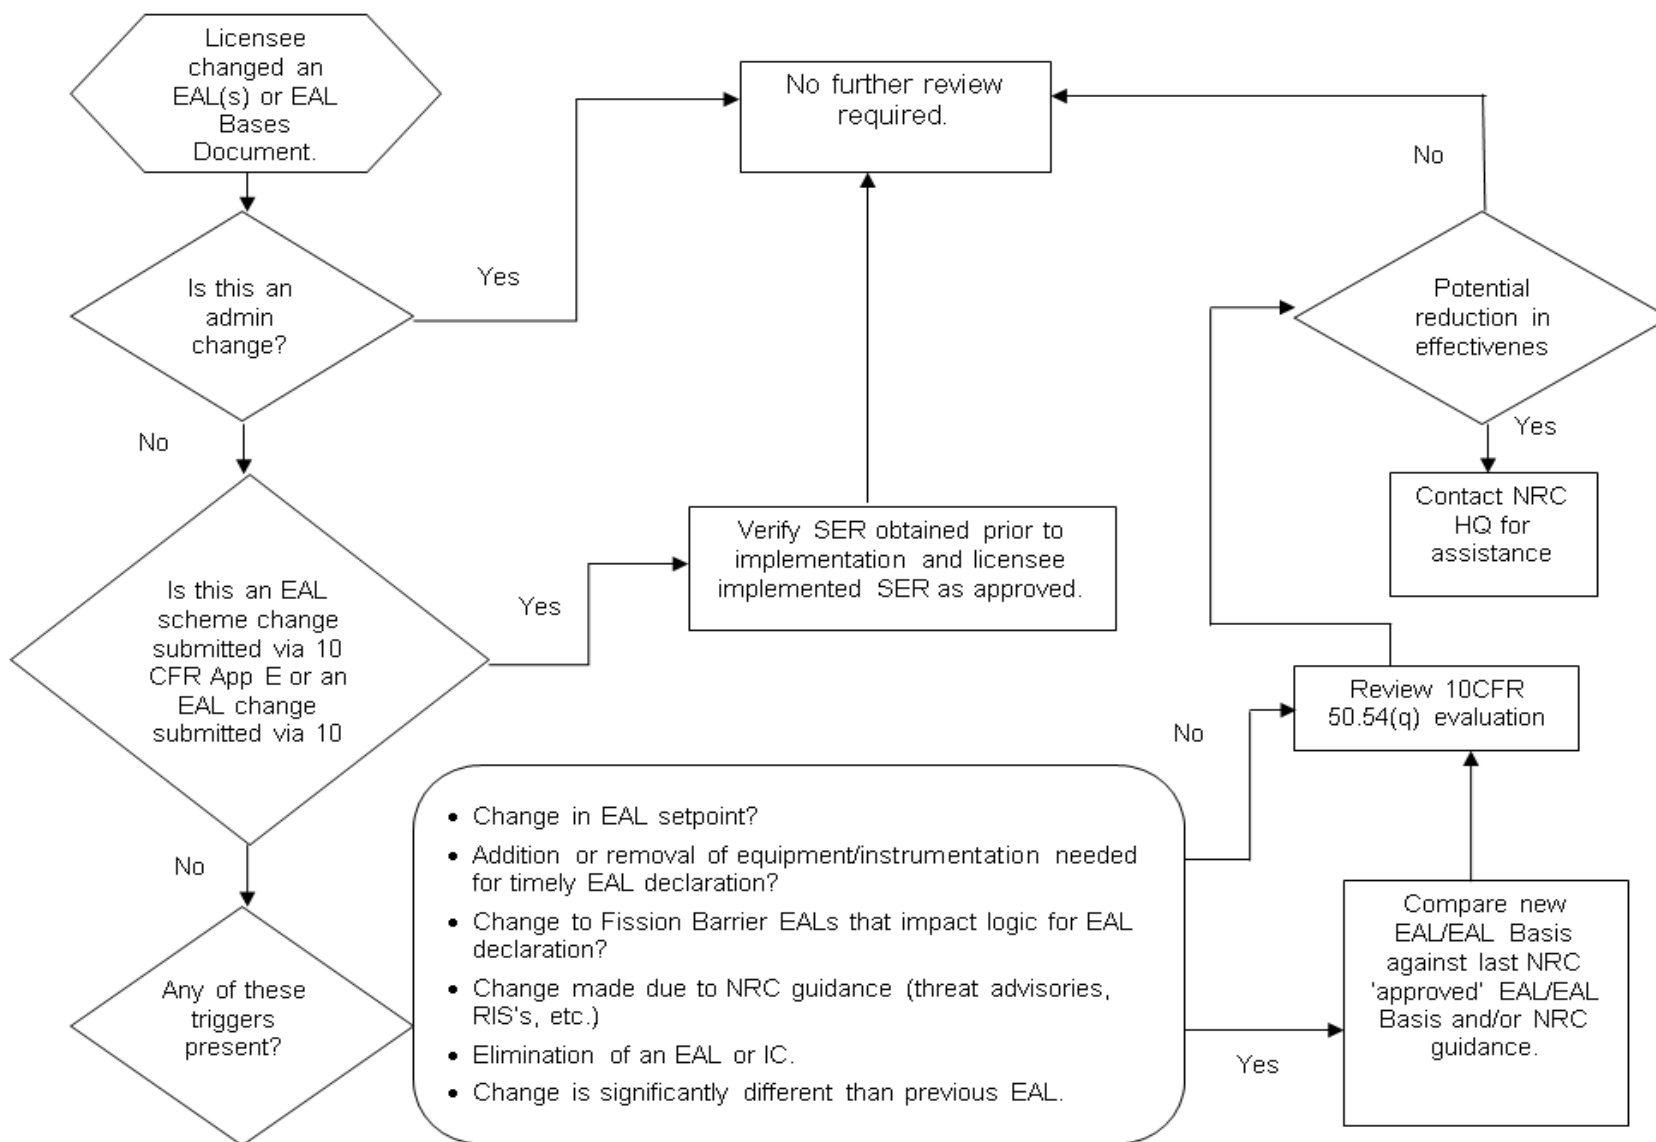 Licensee
changed an
EAL(s) or EAL
Bases
Document.
No further review
required.
No
Yes
Is this an
admin
change?
Potential
reduction in
effectivenes
No
Yes
Contact NRC
HQ for
assistance
Verify SER obtained prior to
implementation and licensee
implemented SER as approved.
Is this an EAL
scheme change
submitted via 10
CFR App E or an
EAL change
submitted via 10
Yes
Review 10CFR
50.54(q) evaluation
No
No
• Change in EAL setpoint?
• Addition or removal of equipment/instrumentation needed
for timely EAL declaration?
• Change to Fission Barrier EALs that impact logic for EAL
declaration?
• Change made due to NRC guidance (threat advisories,
RIS's, etc.)
• Elimination of an EAL or IC.
• Change is significantly different than previous EAL.
Any of these
triggers
present?
Yes
Compare new
EAL/EAL Basis
against last NRC
'approved' EAL/EAL
Basis and/or NRC
guidance.